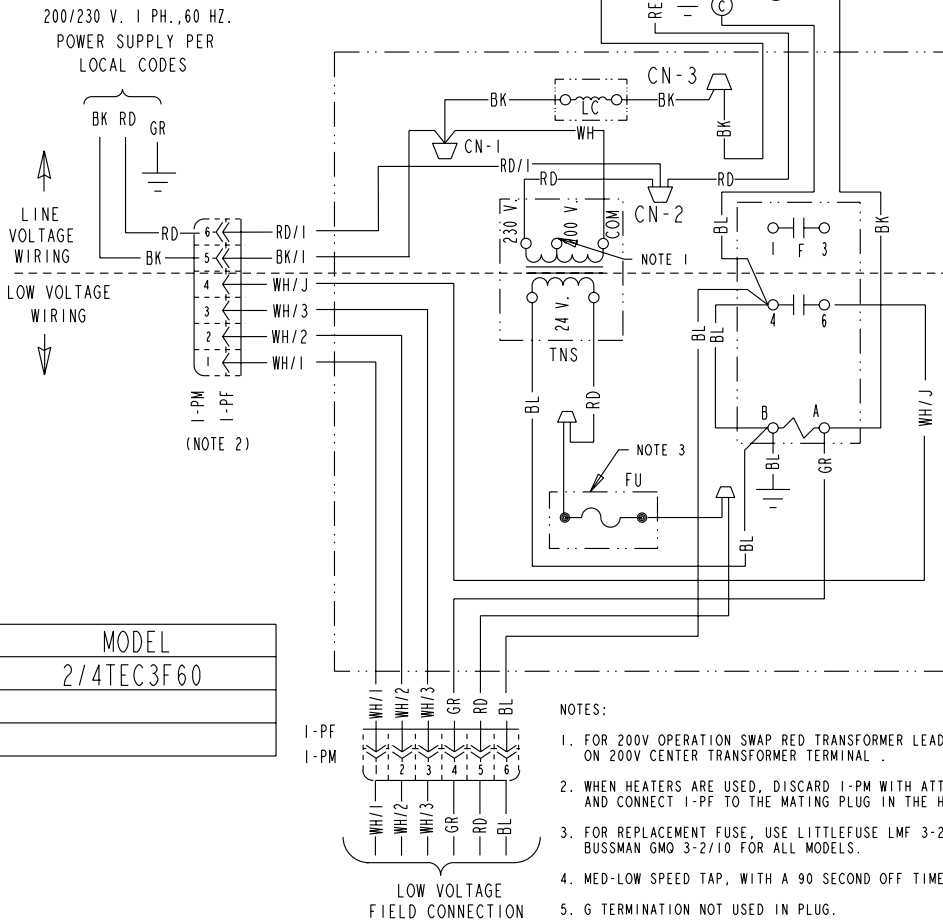 200/230 V. 1 PH.,60 HZ.
POWER SUPPLY PER
LOCAL CODES
BK RD GR
LINE
VOLTAGE
WIRING
LOW VOLTAGE
WIRING
RD
BK
6
5
4
3
2
1
RD/1
BK/1
WH/J
WH/3
WH/2
WH/1
1-PM
1-PF
(NOTE 2)
C
BK
LC
BK
CN-3
BK
CN-1
WH
RD/1
RD
RD
CN-2
230 V.
200 V.
COM
NOTE 1
24 V.
TNS
BL
RD
NOTE 3
FU
BL
BK
1 F 3
4 6
BL
BL
B A
BL
GR
WH/J
BL
MODEL
2/4TEC3F60
WH/1
WH/2
WH/3
GR
RD
BL
1-PF
1-PM
1 2 3 4 5 6
WH/1
WH/2
WH/3
GR
RD
BL
LOW VOLTAGE
FIELD CONNECTION
NOTES:
1. FOR 200V OPERATION SWAP RED TRANSFORMER LEAD
ON 200V CENTER TRANSFORMER TERMINAL .
2. WHEN HEATERS ARE USED, DISCARD 1-PM WITH ATT
AND CONNECT 1-PF TO THE MATING PLUG IN THE H
3. FOR REPLACEMENT FUSE, USE LITTLEFUSE LMF 3-2
BUSSMAN GMQ 3-2/10 FOR ALL MODELS.
4. MED-LOW SPEED TAP, WITH A 90 SECOND OFF TIME
5. G TERMINATION NOT USED IN PLUG.